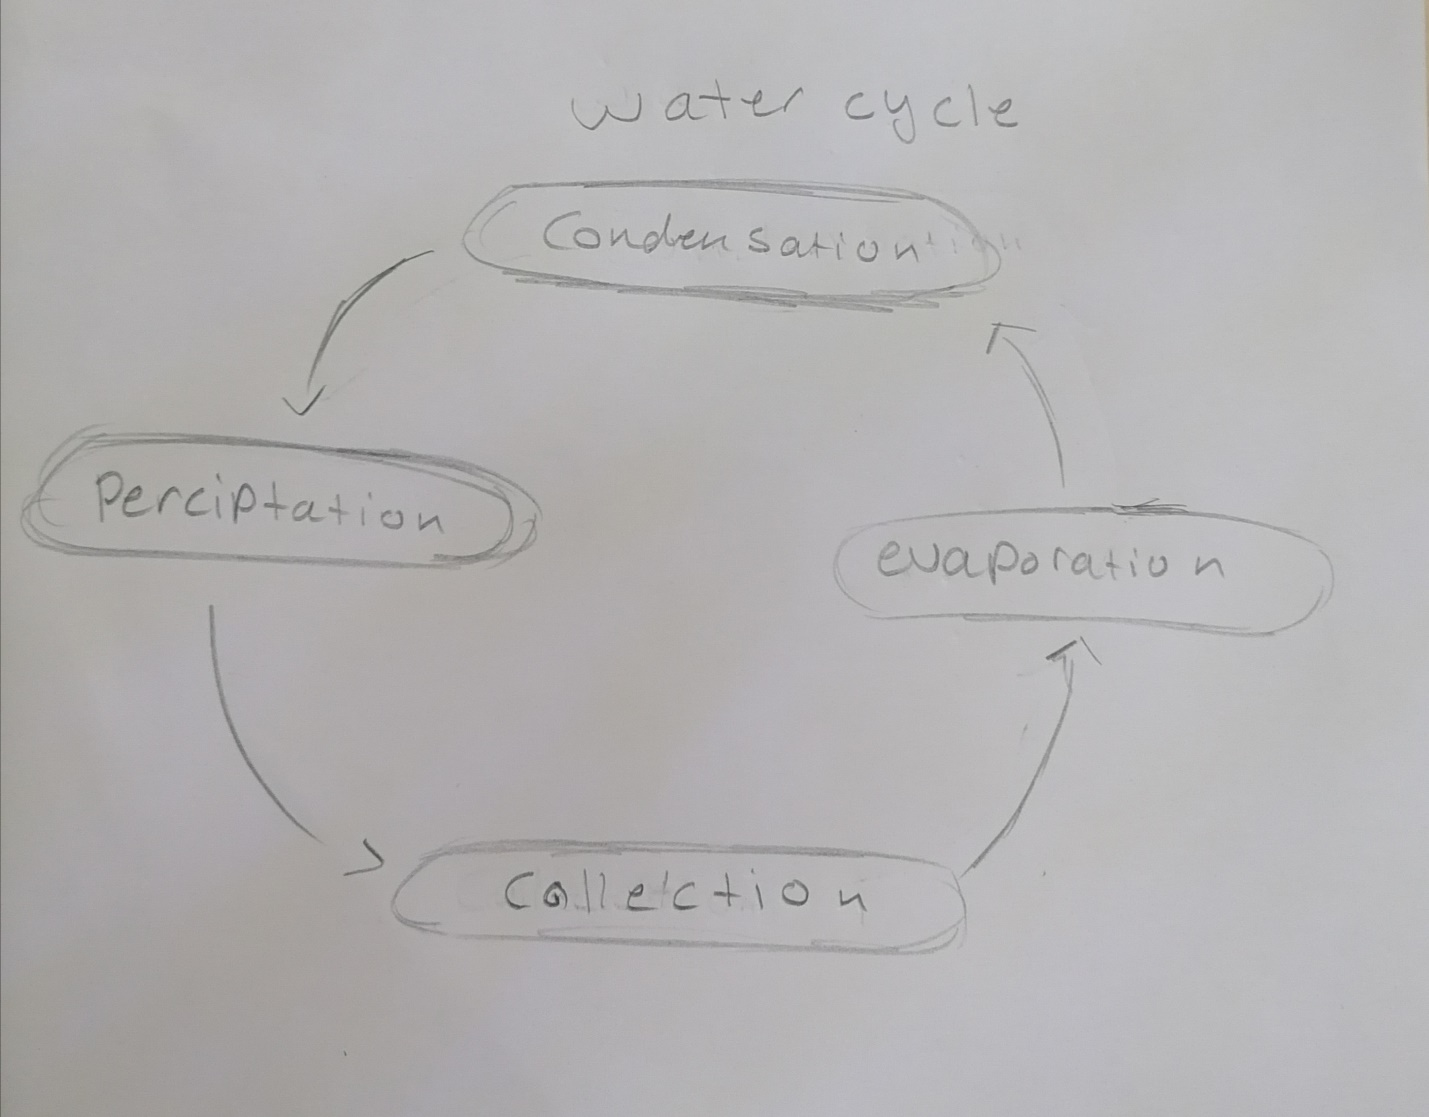 water cycle
Condensation
Perciptation
evaporation
Collection